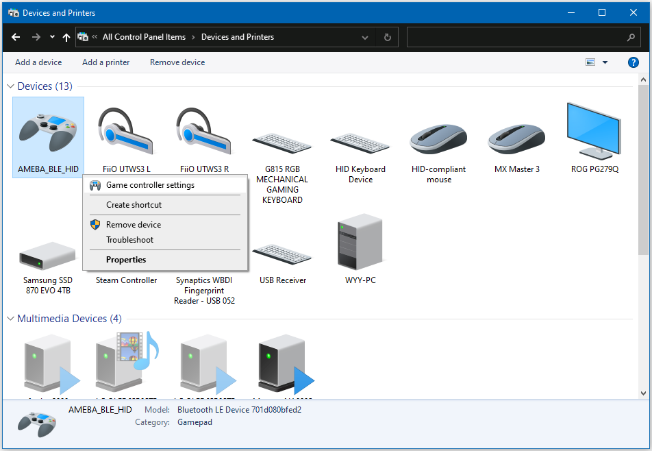 Devices and Printers
All Control Panel Items > Devices and Printers
Add a device Add a printer Remove device
Devices (13)
AMEBA_BLE_HID
FiiO UTWS3 L
FiiO UTWS3 R
G815 RGB
MECHANICAL
GAMING
KEYBOARD
HID Keyboard
Device
HID-compliant
mouse
MX Master 3
ROG PG279Q
Game controller settings
Create shortcut
Remove device
Troubleshoot
Properties
Samsung SSD
870 EVO 4TB
Steam Controller
Synaptics WBDI
Fingerprint
Reader - USB 052
USB Receiver
WYY-PC
Multimedia Devices (4)
AMEBA_BLE_HID Model: Bluetooth LE Device 701d080bfed2
Category: Gamepad